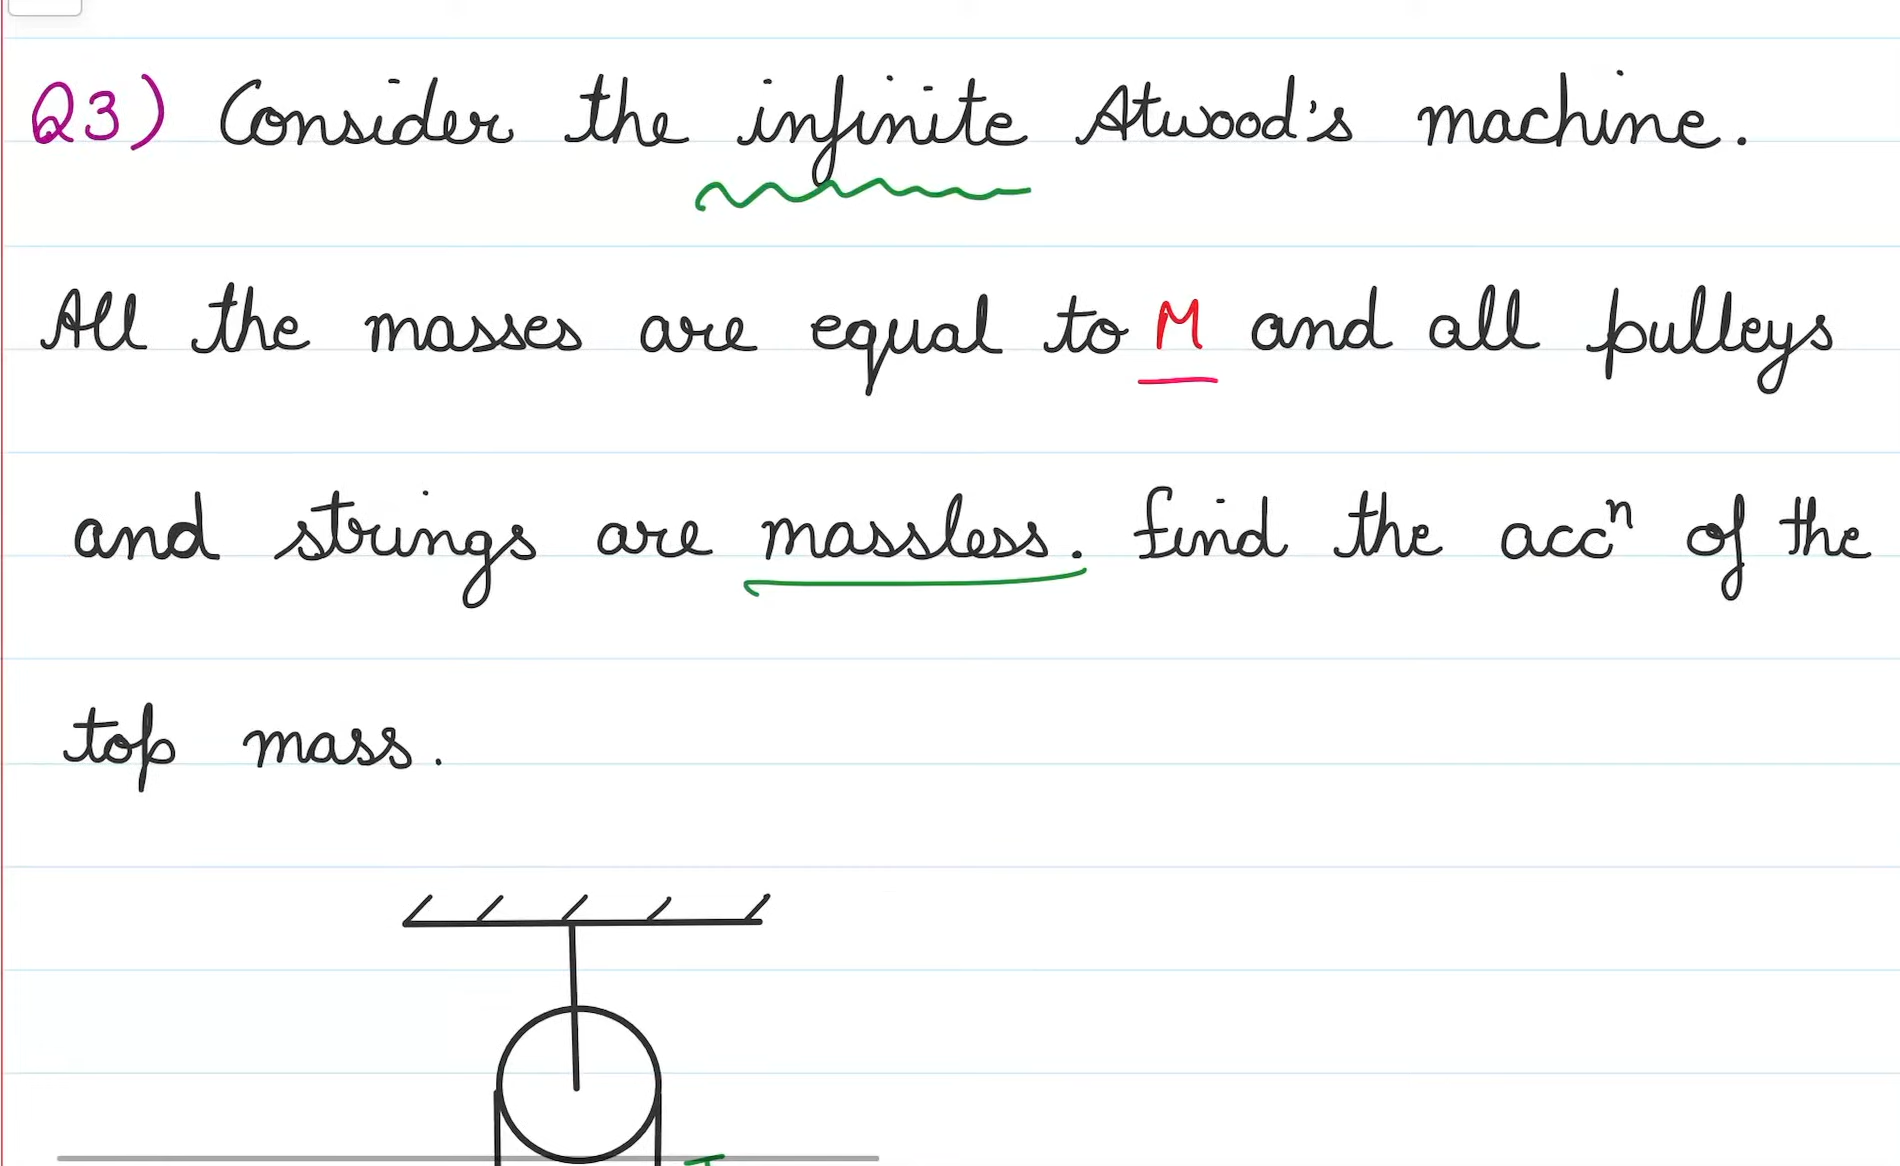 Q3) Consider the infinite Atwood's machine.
All the masses are equal to M and all pulleys
and strings are massless. Find the accⁿ of the
top mass.